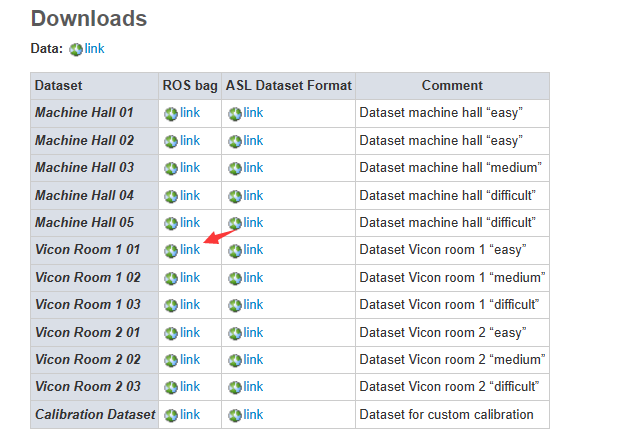 Downloads
Data: link
Dataset ROS bag ASL Dataset Format Comment
Machine Hall 01 link link Dataset machine hall “easy”
Machine Hall 02 link link Dataset machine hall “easy”
Machine Hall 03 link link Dataset machine hall “medium”
Machine Hall 04 link link Dataset machine hall “difficult”
Machine Hall 05 link link Dataset machine hall “difficult”
Vicon Room 1 01 link link Dataset Vicon room 1 “easy”
Vicon Room 1 02 link link Dataset Vicon room 1 “medium”
Vicon Room 1 03 link link Dataset Vicon room 1 “difficult”
Vicon Room 2 01 link link Dataset Vicon room 2 “easy”
Vicon Room 2 02 link link Dataset Vicon room 2 “medium”
Vicon Room 2 03 link link Dataset Vicon room 2 “difficult”
Calibration Dataset link link Dataset for custom calibration